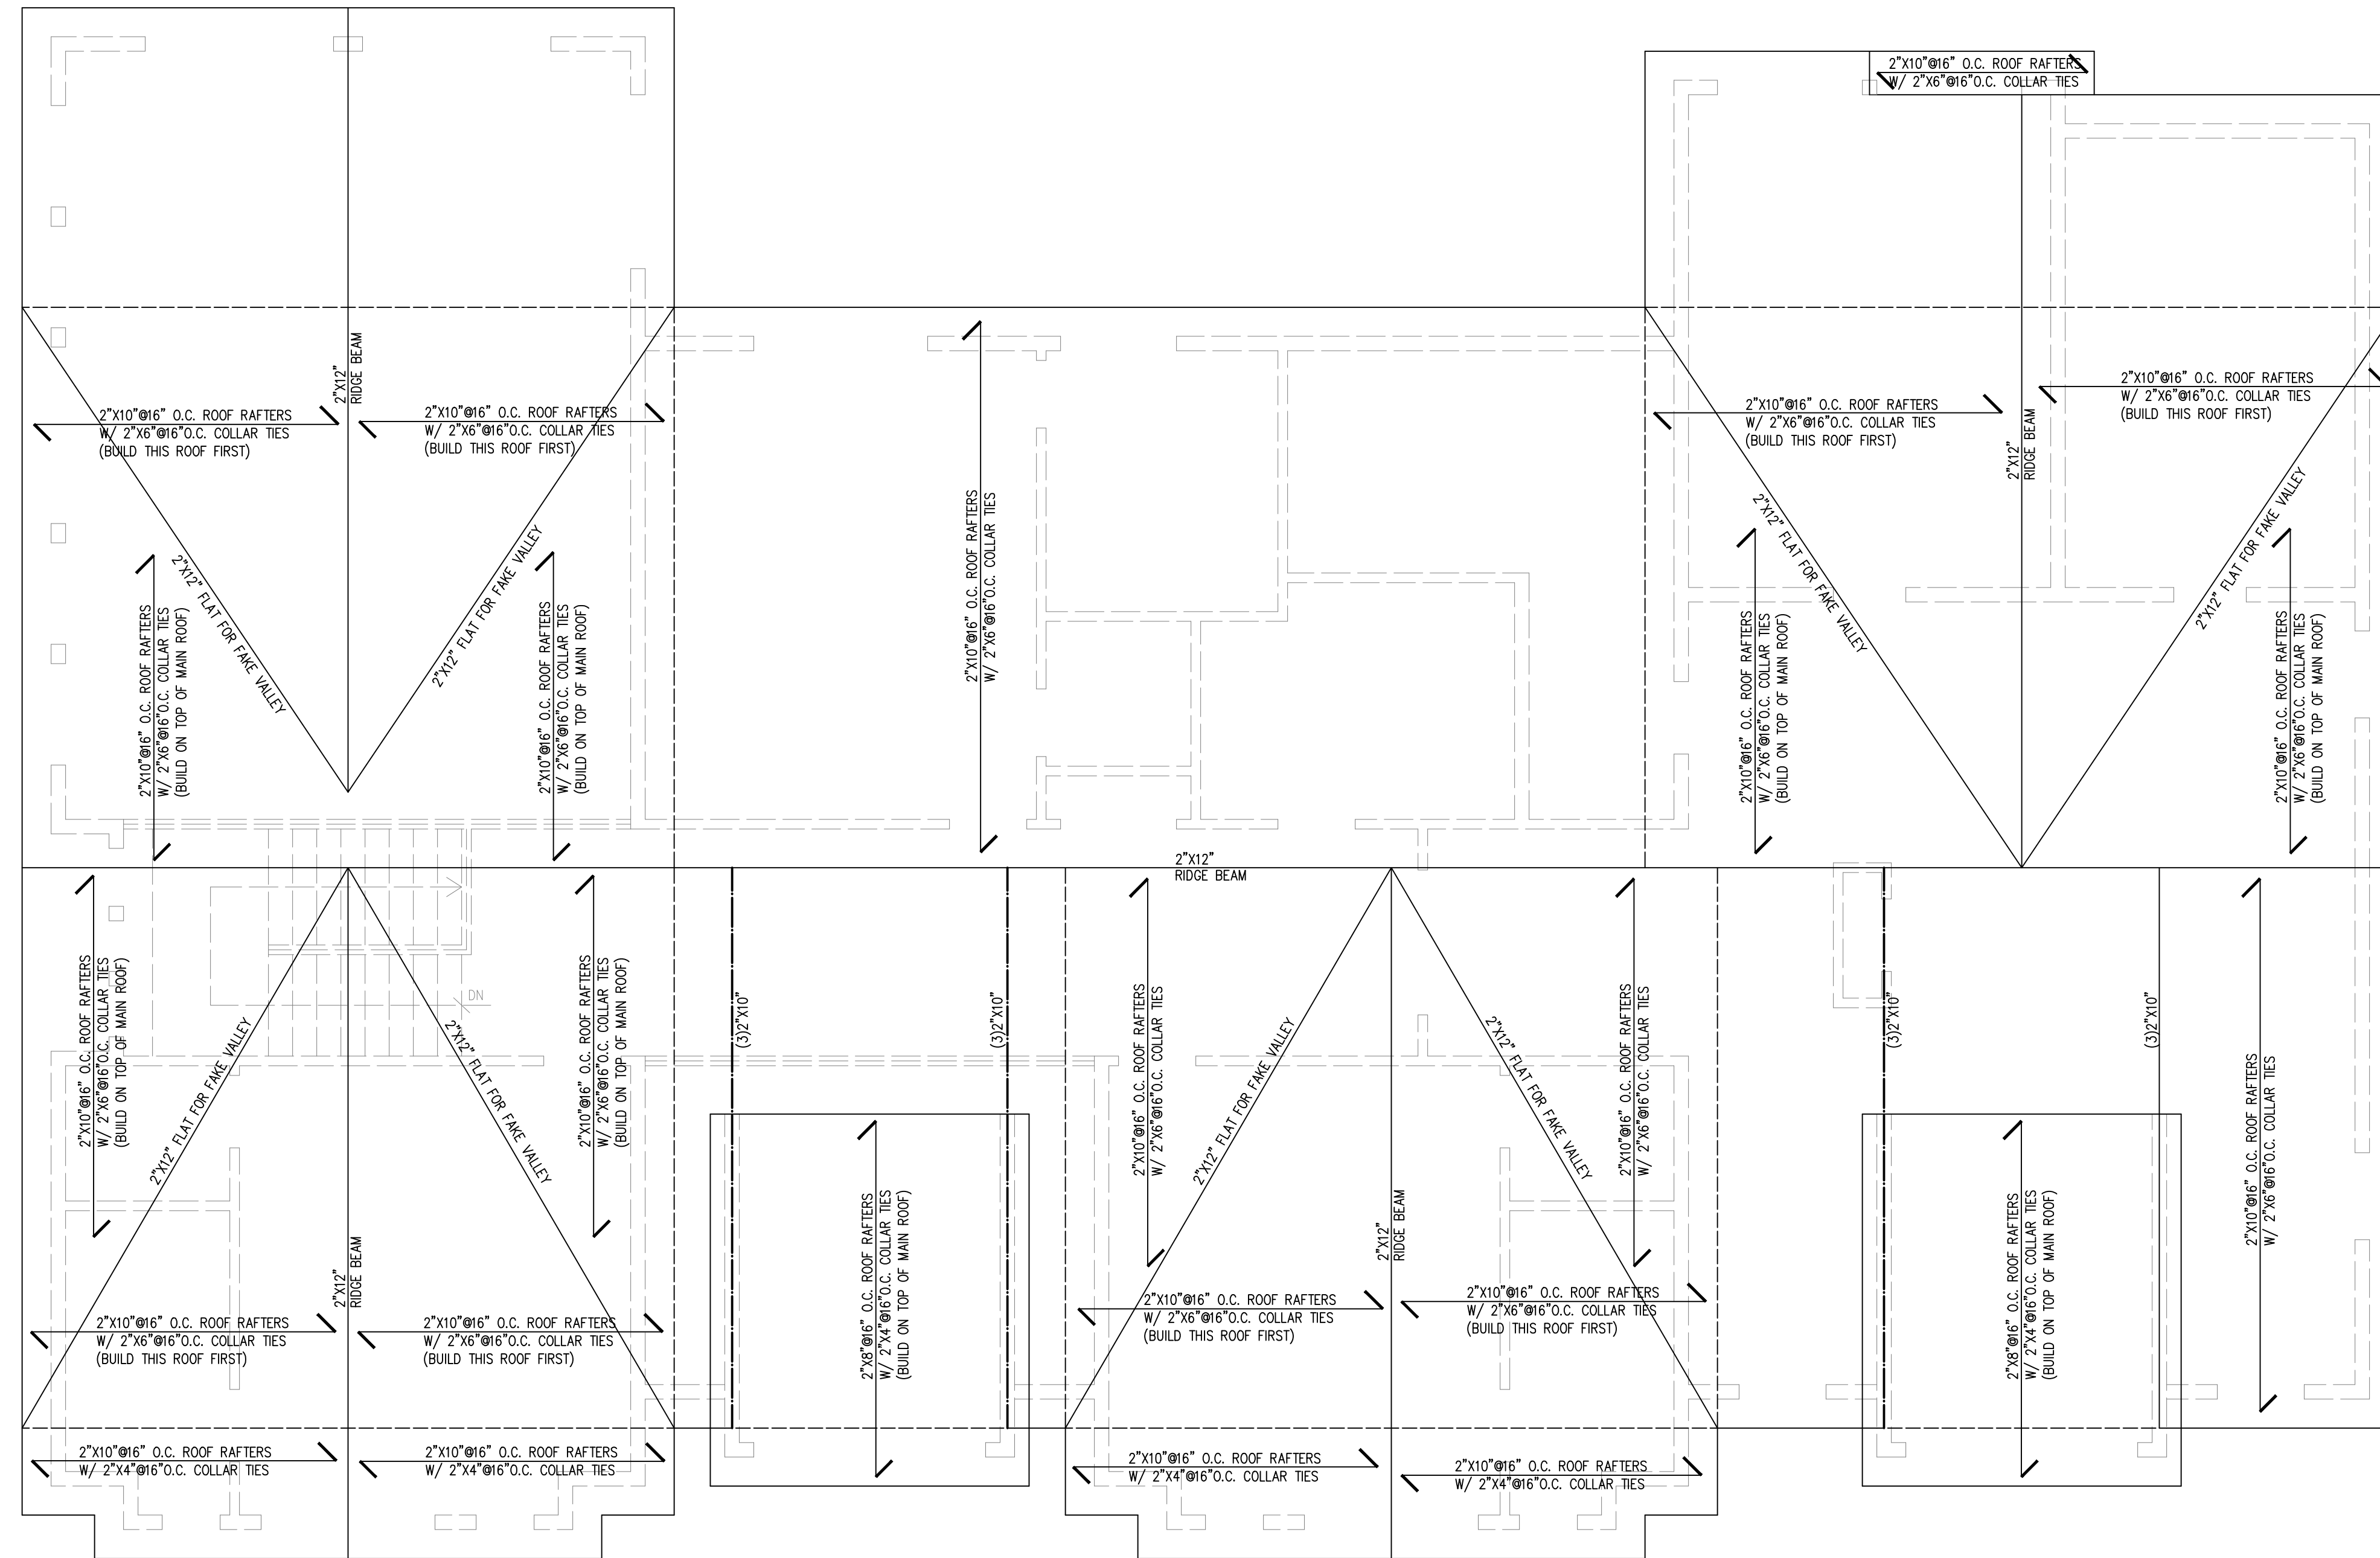 2"X10"@16" O.C. ROOF RAFTERS
W/ 2"X6"@16"O.C. COLLAR TIES
2"X12"
RIDGE BEAM
2"X10"@16" O.C. ROOF RAFTERS
W/ 2"X6"@16"O.C. COLLAR TIES
(BUILD THIS ROOF FIRST)
2"X10"@16" O.C. ROOF RAFTERS
W/ 2"X6"@16"O.C. COLLAR TIES
(BUILD THIS ROOF FIRST)
2"X10"@16" O.C. ROOF RAFTERS
W/ 2"X6"@16"O.C. COLLAR TIES
(BUILD THIS ROOF FIRST)
2"X12"
RIDGE BEAM
2"X10"@16" O.C. ROOF RAFTERS
W/ 2"X6"@16"O.C. COLLAR TIES
(BUILD THIS ROOF FIRST)
2"X10"@16" O.C. ROOF RAFTERS
W/ 2"X6"@16"O.C. COLLAR TIES
(BUILD ON TOP OF MAIN ROOF)
2"X12" FLAT FOR FAKE VALLEY
2"X12" FLAT FOR FAKE VALLEY
2"X10"@16" O.C. ROOF RAFTERS
W/ 2"X6"@16"O.C. COLLAR TIES
(BUILD ON TOP OF MAIN ROOF)
2"X10"@16" O.C. ROOF RAFTERS
W/ 2"X6"@16"O.C. COLLAR TIES
2"X10"@16" O.C. ROOF RAFTERS
W/ 2"X6"@16"O.C. COLLAR TIES
(BUILD ON TOP OF MAIN ROOF)
2"X12" FLAT FOR FAKE VALLEY
2"X12" FLAT FOR FAKE VALLEY
2"X10"@16" O.C. ROOF RAFTERS
W/ 2"X6"@16"O.C. COLLAR TIES
(BUILD ON TOP OF MAIN ROOF)
2"X12"
RIDGE BEAM
2"X10"@16" O.C. ROOF RAFTERS
W/ 2"X6"@16"O.C. COLLAR TIES
(BUILD ON TOP OF MAIN ROOF)
2"X12" FLAT FOR FAKE VALLEY
DN
2"X12" FLAT FOR FAKE VALLEY
2"X10"@16" O.C. ROOF RAFTERS
W/ 2"X6"@16"O.C. COLLAR TIES
(BUILD ON TOP OF MAIN ROOF)
(3)2"X10"
(3)2"X10"
2"X10"@16" O.C. ROOF RAFTERS
W/ 2"X6"@16"O.C. COLLAR TIES
2"X12" FLAT FOR FAKE VALLEY
2"X12" FLAT FOR FAKE VALLEY
2"X10"@16" O.C. ROOF RAFTERS
W/ 2"X6"@16"O.C. COLLAR TIES
(3)2"X10"
(3)2"X10"
2"X10"@16" O.C. ROOF RAFTERS
W/ 2"X6"@16"O.C. COLLAR TIES
2"X12"
RIDGE BEAM
2"X8"@16" O.C. ROOF RAFTERS
W/ 2"X4"@16"O.C. COLLAR TIES
(BUILD ON TOP OF MAIN ROOF)
2"X12"
RIDGE BEAM
2"X8"@16" O.C. ROOF RAFTERS
W/ 2"X4"@16"O.C. COLLAR TIES
(BUILD ON TOP OF MAIN ROOF)
2"X10"@16" O.C. ROOF RAFTERS
W/ 2"X6"@16"O.C. COLLAR TIES
(BUILD THIS ROOF FIRST)
2"X10"@16" O.C. ROOF RAFTERS
W/ 2"X6"@16"O.C. COLLAR TIES
(BUILD THIS ROOF FIRST)
2"X10"@16" O.C. ROOF RAFTERS
W/ 2"X6"@16"O.C. COLLAR TIES
(BUILD THIS ROOF FIRST)
2"X10"@16" O.C. ROOF RAFTERS
W/ 2"X6"@16"O.C. COLLAR TIES
(BUILD THIS ROOF FIRST)
2"X10"@16" O.C. ROOF RAFTERS
W/ 2"X4"@16"O.C. COLLAR TIES
2"X10"@16" O.C. ROOF RAFTERS
W/ 2"X4"@16"O.C. COLLAR TIES
2"X10"@16" O.C. ROOF RAFTERS
W/ 2"X4"@16"O.C. COLLAR TIES
2"X10"@16" O.C. ROOF RAFTERS
W/ 2"X4"@16"O.C. COLLAR TIES